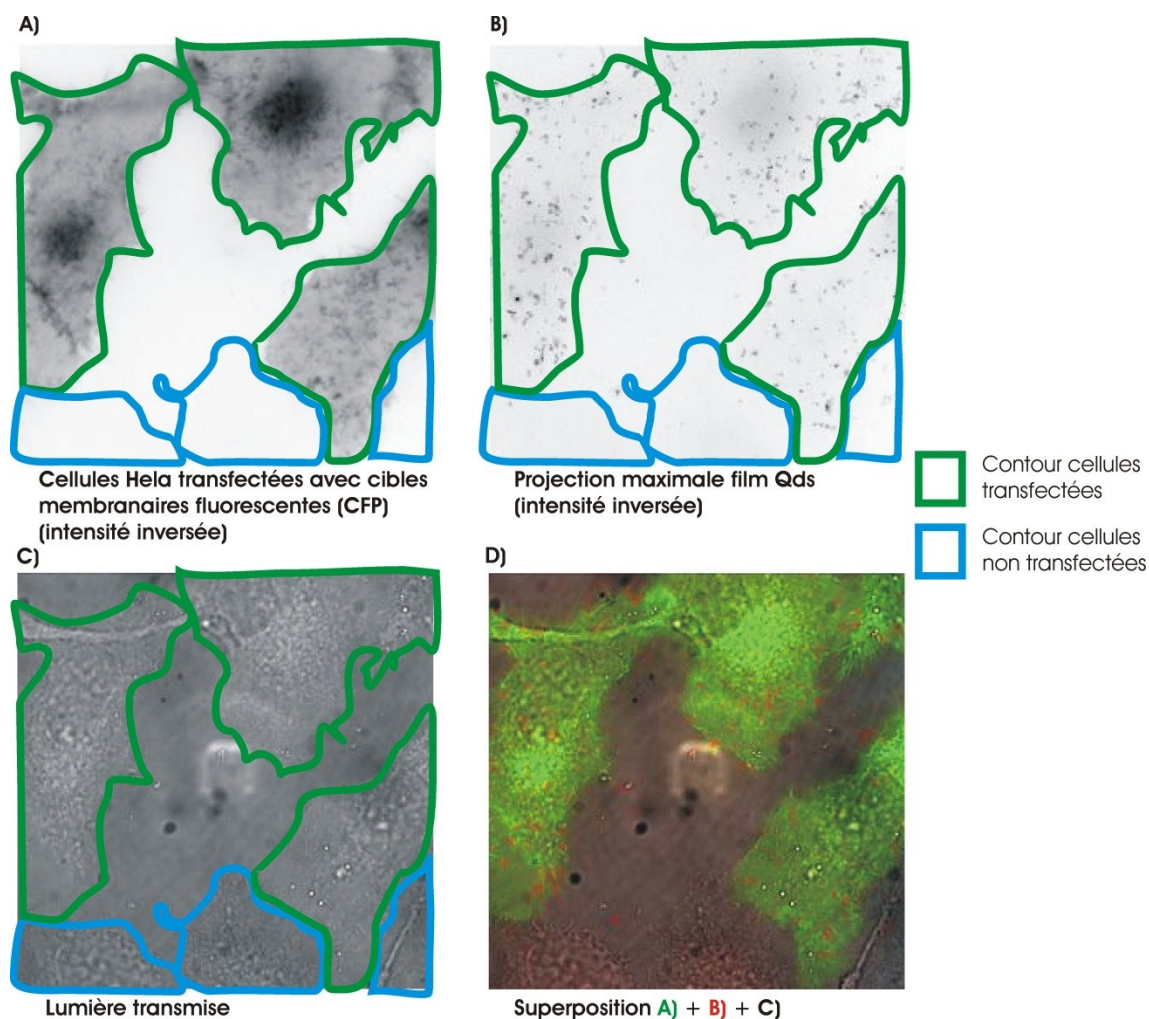 A)
B)
Cellules Hela transfectées avec cibles
membranaires fluorescentes (CFP)
(intensité inversée)
Projection maximale film Qds
(intensité inversée)
Contour cellules
transfectées
Contour cellules
non transfectées
C)
D)
Lumière transmise
Superposition A) + B) + C)